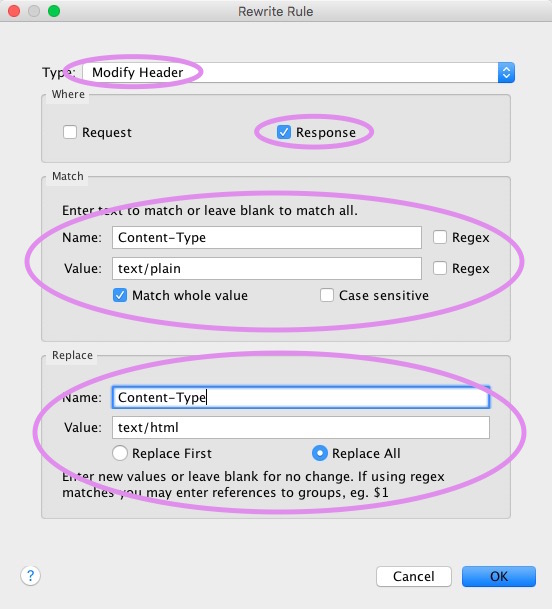 Rewrite Rule
Type: Modify Header
Where
Request Response
Match
Enter text to match or leave blank to match all.
Name: Content-Type Regex
Value: text/plain Regex
Match whole value Case sensitive
Replace
Name: Content-Type
Value: text/html
Replace First Replace All
Enter new values or leave blank for no change. If using regex
matches you may enter references to groups, eg. $1
? Cancel OK